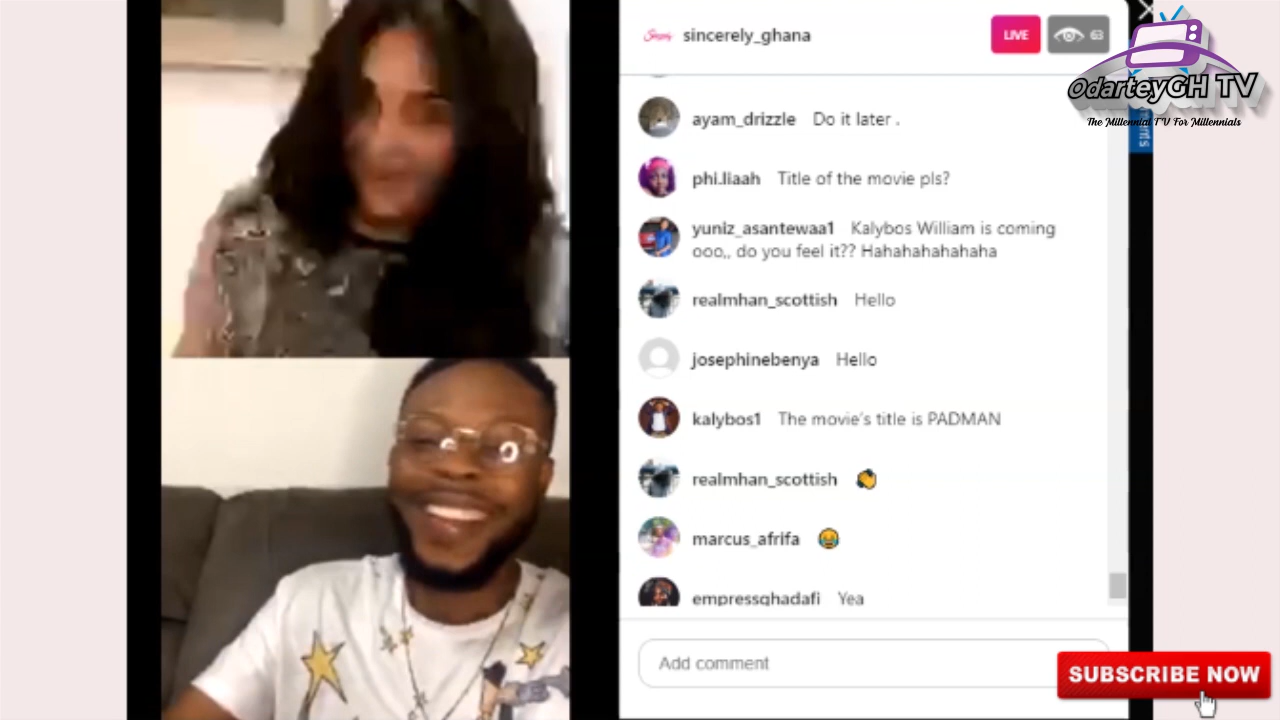 sincerely_ghana
LIVE
63
OdarteyGH TV
The Millennial TV For Millennials
ayam_drizzle Do it later .
phi.liaah Title of the movie pls?
yuniz_asantewaa1 Kalybos William is coming
ooo,, do you feel it?? Hahahahahahaha
realmhan_scottish Hello
josephinebenya Hello
kalybos1 The movie's title is PADMAN
realmhan_scottish 👏
marcus_afrifa 😭
empressghadafi Yea
Add comment
SUBSCRIBE NOW